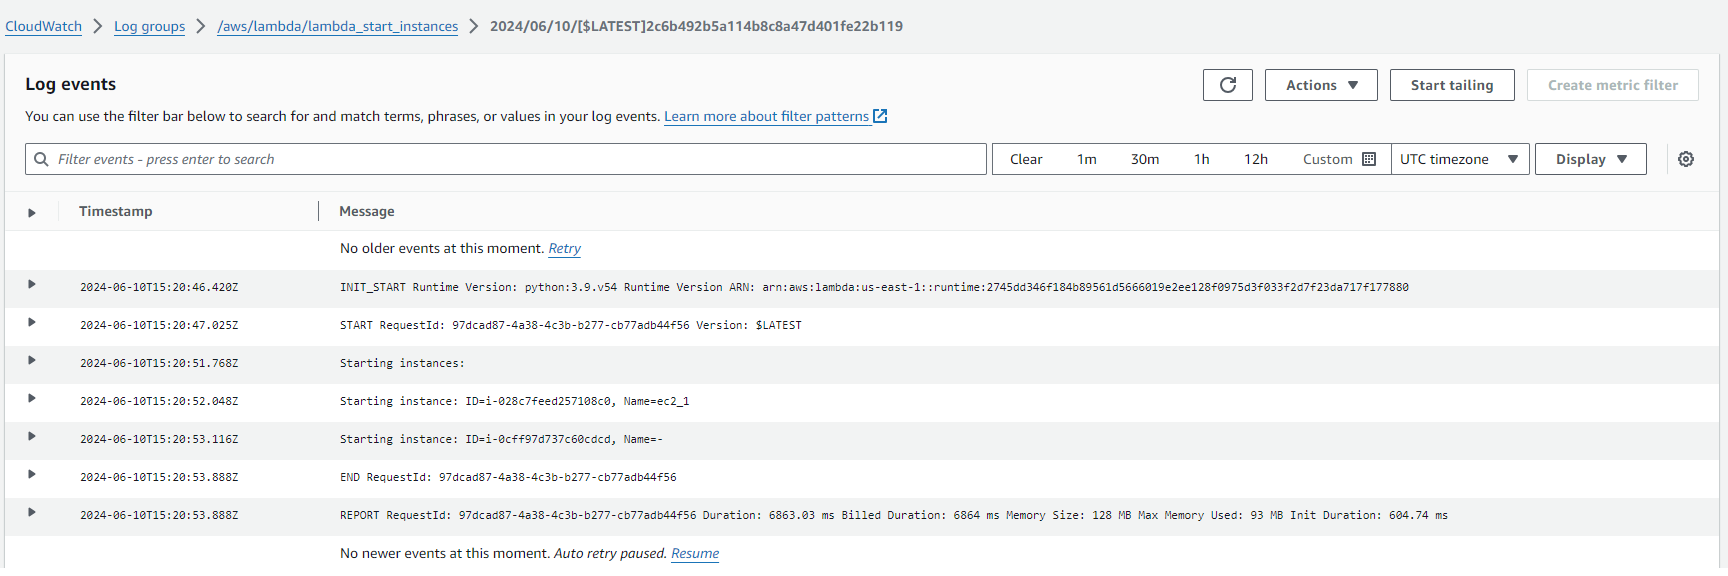 CloudWatch > Log groups > /aws/lambda/lambda_start_instances > 2024/06/10/[$LATEST]2c6b492b5a114b8c8a47d401fe22b119
Log events
Actions Start tailing Create metric filter
You can use the filter bar below to search for and match terms, phrases, or values in your log events. Learn more about filter patterns
Filter events - press enter to search Clear 1m 30m 1h 12h Custom UTC timezone Display
Timestamp Message
No older events at this moment. Retry
2024-06-10T15:20:46.420Z INIT_START Runtime Version: python:3.9.v54 Runtime Version ARN: arn:aws:lambda:us-east-1::runtime:2745dd346f184b89561d5666019e2ee128f0975d3f033f2d7f23da717f177880
2024-06-10T15:20:47.025Z START RequestId: 97dcad87-4a38-4c3b-b277-cb77adb44f56 Version: $LATEST
2024-06-10T15:20:51.768Z Starting instances:
2024-06-10T15:20:52.048Z Starting instance: ID=i-028c7feed257108c0, Name=ec2_1
2024-06-10T15:20:53.116Z Starting instance: ID=i-0cff97d737c60cdcd, Name=-
2024-06-10T15:20:53.888Z END RequestId: 97dcad87-4a38-4c3b-b277-cb77adb44f56
2024-06-10T15:20:53.888Z REPORT RequestId: 97dcad87-4a38-4c3b-b277-cb77adb44f56 Duration: 6863.03 ms Billed Duration: 6864 ms Memory Size: 128 MB Max Memory Used: 93 MB Init Duration: 604.74 ms
No newer events at this moment. Auto retry paused. Resume